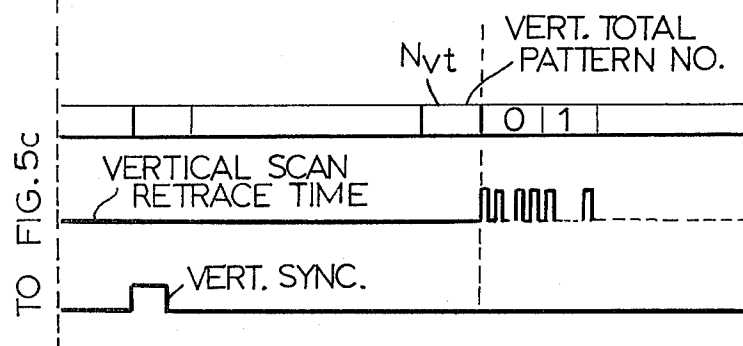 VERT. TOTAL
Nvt PATTERN NO.
0 1
VERTICAL SCAN
RETRACE TIME
VERT. SYNC.
TO FIG. 5c